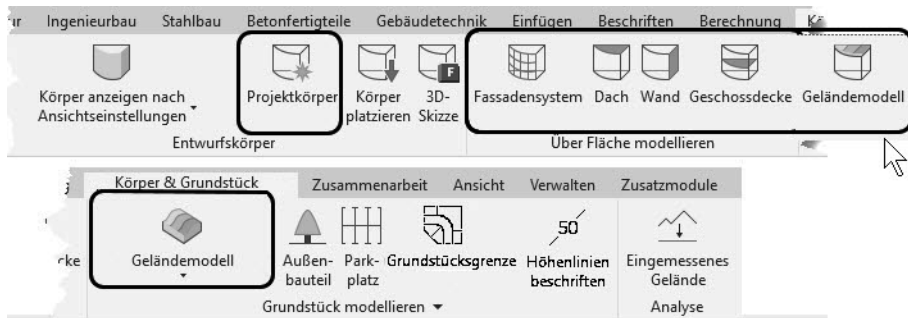 Ingenieurbau Stahlbau Betonfertigteile Gebäudetechnik Einfügen Beschriften Berechnung
Körper anzeigen nach Ansichtseinstellungen
Projektkörper
Körper platzieren
3D-Skizze
F
Fassadensystem Dach Wand Geschossdecke Geländemodell
Entwurfskörper Über Fläche modellieren
Körper & Grundstück Zusammenarbeit Ansicht Verwalten Zusatzmodule
50
Geländemodell
Außen-
bauteil
Park-
platz
Grundstücksgrenze
Höhenlinien
beschriften
Eingemessenes
Gelände
Grundstück modellieren Analyse